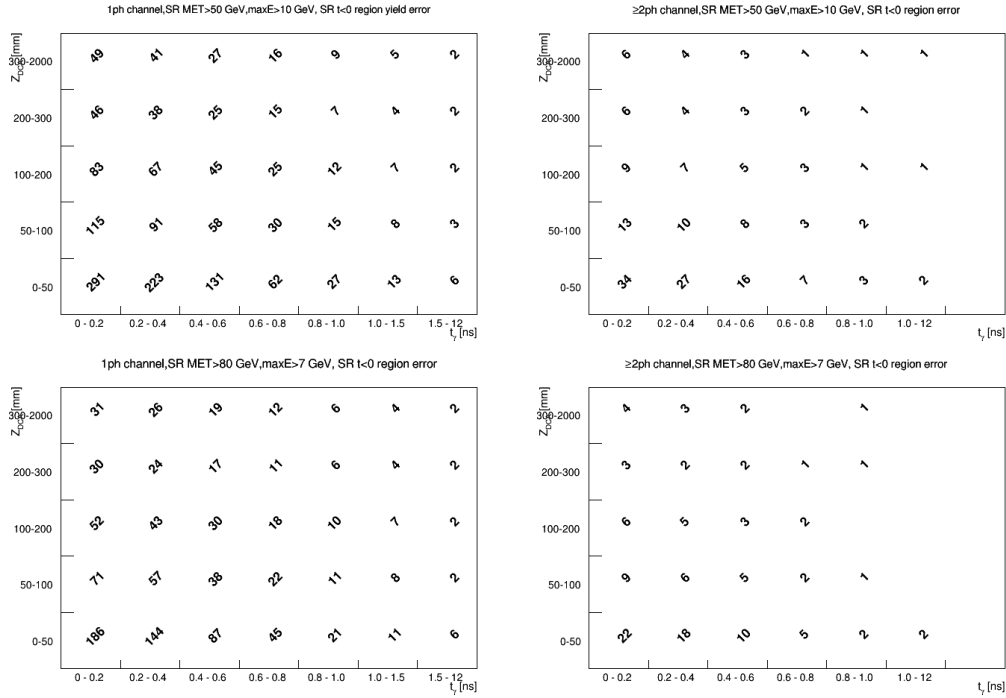 1ph channel,SR MET>50 GeV,maxE>10 GeV, SR t<0 region yield error
Z_DCA [mm]
300-2000 49 41 27 16 9 5 2
200-300 46 38 25 15 7 4 2
100-200 83 67 45 25 12 7 2
50-100 115 91 58 30 15 8 3
0-50 291 223 131 62 27 13 6
0 - 0.2 0.2 - 0.4 0.4 - 0.6 0.6 - 0.8 0.8 - 1.0 1.0 - 1.5 1.5 - 12
t_γ [ns]
≥2ph channel,SR MET>50 GeV,maxE>10 GeV, SR t<0 region error
Z_DCA [mm]
300-2000 6 4 3 1 1 1
200-300 6 4 3 2 1
100-200 9 7 5 3 1 1
50-100 13 10 8 3 2
0-50 34 27 16 7 3 2
0 - 0.2 0.2 - 0.4 0.4 - 0.6 0.6 - 0.8 0.8 - 1.0 1.0 - 12
t_γ [ns]
1ph channel,SR MET>80 GeV,maxE>7 GeV, SR t<0 region error
Z_DCA [mm]
300-2000 31 26 19 12 6 4 2
200-300 30 24 17 11 6 4 2
100-200 52 43 30 18 10 7 2
50-100 71 57 38 22 11 8 2
0-50 186 144 87 45 21 11 6
0 - 0.2 0.2 - 0.4 0.4 - 0.6 0.6 - 0.8 0.8 - 1.0 1.0 - 1.5 1.5 - 12
t_γ [ns]
≥2ph channel,SR MET>80 GeV,maxE>7 GeV, SR t<0 region error
Z_DCA [mm]
300-2000 4 3 2 1
200-300 3 2 2 1 1
100-200 6 5 3 2
50-100 9 6 5 2 1
0-50 22 18 10 5 2 2
0 - 0.2 0.2 - 0.4 0.4 - 0.6 0.6 - 0.8 0.8 - 1.0 1.0 - 12
t_γ [ns]